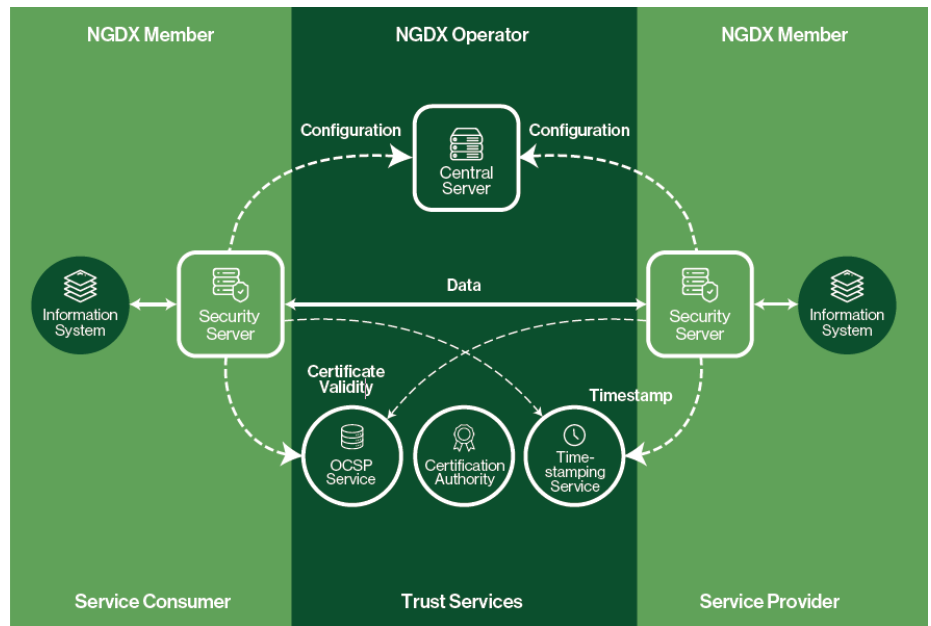 NGDX Member
NGDX Operator
NGDX Member
Configuration
Configuration
Central
Server
Information
System
Security
Server
Data
Security
Server
Information
System
Certificate
Validity
Timestamp
OCSP
Service
Certification
Authority
Time-
stamping
Service
Service Consumer
Trust Services
Service Provider